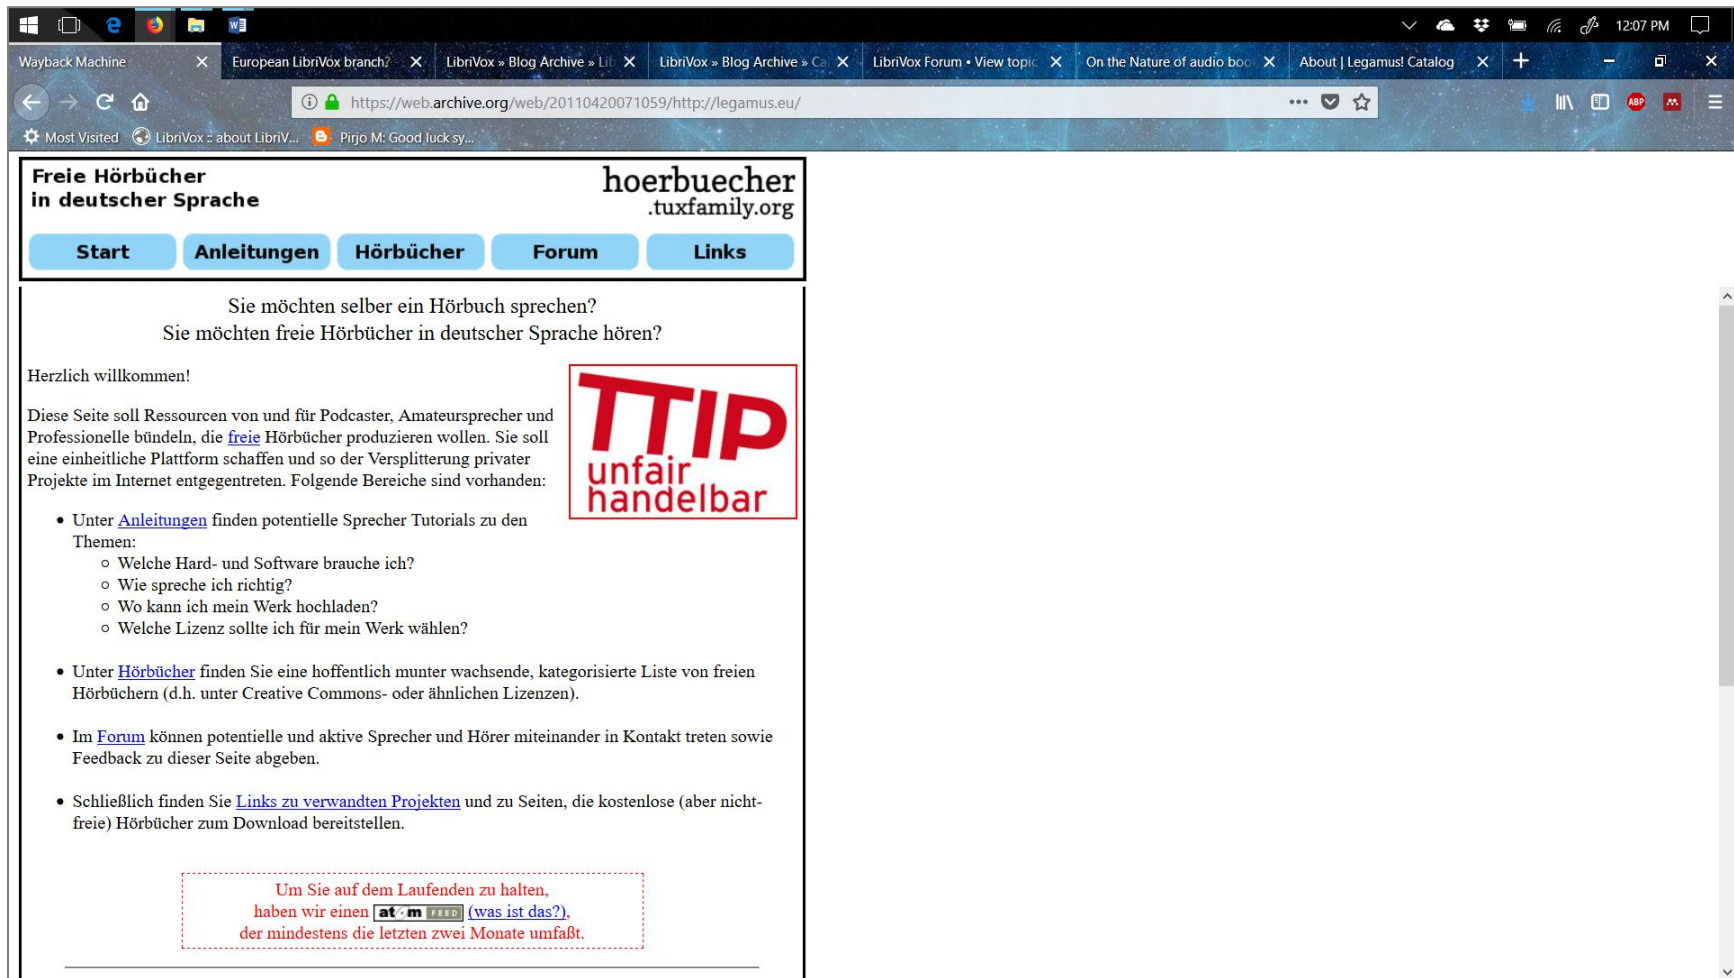 12:07 PM
Wayback Machine
European LibriVox branch? -
LibriVox » Blog Archive » Lib
LibriVox » Blog Archive » Ca
LibriVox Forum • View topic
On the Nature of audio boo
About | Legamus! Catalog
https://web.archive.org/web/20110420071059/http://legamus.eu/
ABP
Most Visited
LibriVox :: about LibriV...
Pirjo M: Good luck sy...
Freie Hörbücher
in deutscher Sprache
hoerbuecher
.tuxfamily.org
Start
Anleitungen
Hörbücher
Forum
Links
Sie möchten selber ein Hörbuch sprechen?
Sie möchten freie Hörbücher in deutscher Sprache hören?
Herzlich willkommen!
Diese Seite soll Ressourcen von und für Podcaster, Amateursprecher und
Professionelle bündeln, die freie Hörbücher produzieren wollen. Sie soll
eine einheitliche Plattform schaffen und so der Versplitterung privater
Projekte im Internet entgegentreten. Folgende Bereiche sind vorhanden:
TTIP
unfair
handelbar
Unter Anleitungen finden potentielle Sprecher Tutorials zu den
Themen:
Welche Hard- und Software brauche ich?
Wie spreche ich richtig?
Wo kann ich mein Werk hochladen?
Welche Lizenz sollte ich für mein Werk wählen?
Unter Hörbücher finden Sie eine hoffentlich munter wachsende, kategorisierte Liste von freien
Hörbüchern (d.h. unter Creative Commons- oder ähnlichen Lizenzen).
Im Forum können potentielle und aktive Sprecher und Hörer miteinander in Kontakt treten sowie
Feedback zu dieser Seite abgeben.
Schließlich finden Sie Links zu verwandten Projekten und zu Seiten, die kostenlose (aber nicht-
freie) Hörbücher zum Download bereitstellen.
Um Sie auf dem Laufenden zu halten,
haben wir einen atom FEED (was ist das?),
der mindestens die letzten zwei Monate umfaßt.